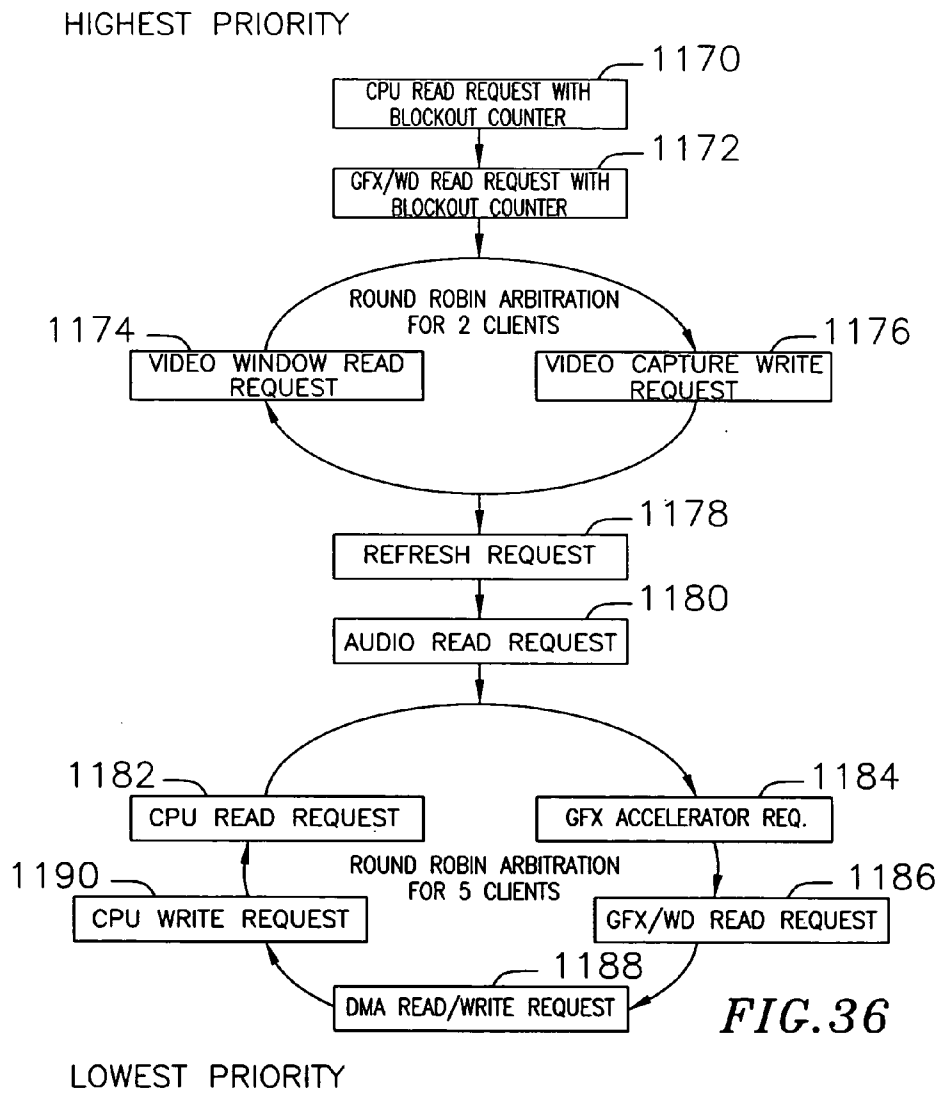 HIGHEST PRIORITY
1170
CPU READ REQUEST WITH
BLOCKOUT COUNTER
1172
GFX/WD READ REQUEST WITH
BLOCKOUT COUNTER
ROUND ROBIN ARBITRATION
FOR 2 CLIENTS
1174
1176
VIDEO WINDOW READ
REQUEST
VIDEO CAPTURE WRITE
REQUEST
1178
REFRESH REQUEST
1180
AUDIO READ REQUEST
1182
1184
CPU READ REQUEST
GFX ACCELERATOR REQ.
ROUND ROBIN ARBITRATION
FOR 5 CLIENTS
1190
1186
CPU WRITE REQUEST
GFX/WD READ REQUEST
1188
DMA READ/WRITE REQUEST
FIG.36
LOWEST PRIORITY